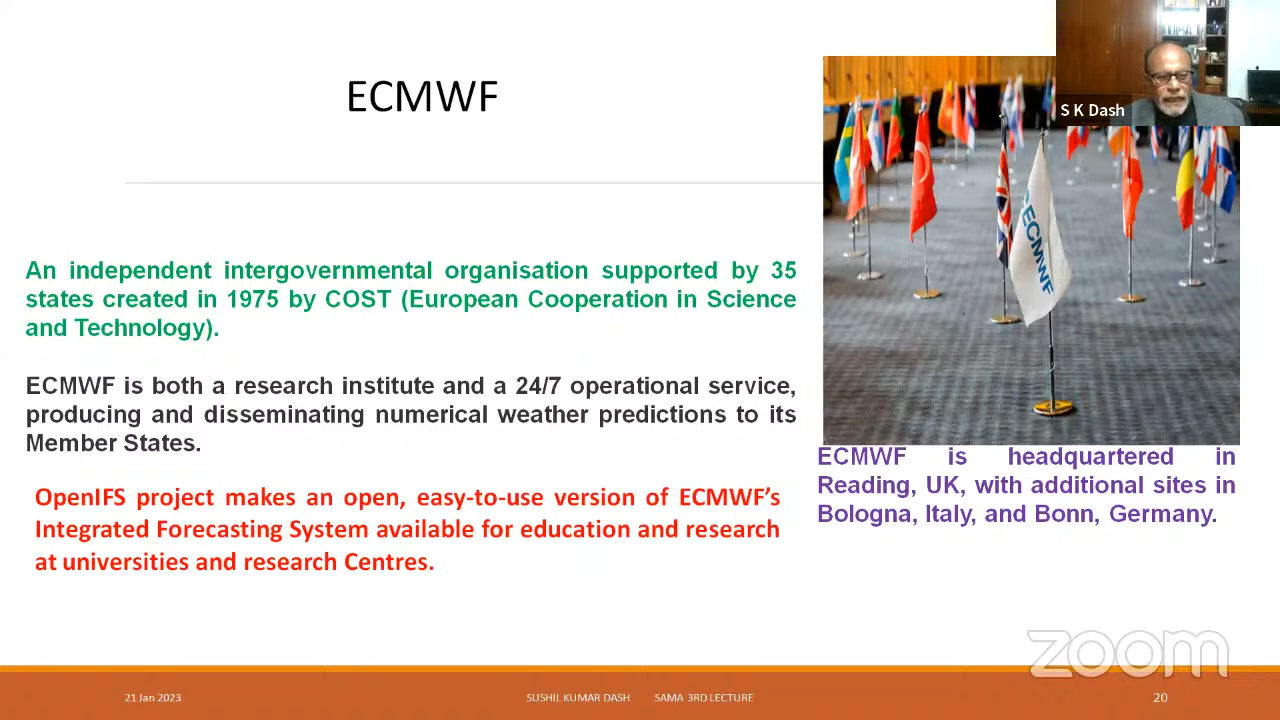 ECMWF
S K Dash
ECMWF
An independent intergovernmental organisation supported by 35
states created in 1975 by COST (European Cooperation in Science
and Technology).
ECMWF is both a research institute and a 24/7 operational service,
producing and disseminating numerical weather predictions to its
Member States.
OpenIFS project makes an open, easy-to-use version of ECMWF’s
Integrated Forecasting System available for education and research
at universities and research Centres.
ECMWF is headquartered in
Reading, UK, with additional sites in
Bologna, Italy, and Bonn, Germany.
zoom
21 Jan 2023
SUSHIL KUMAR DASH SAMA 3RD LECTURE
20